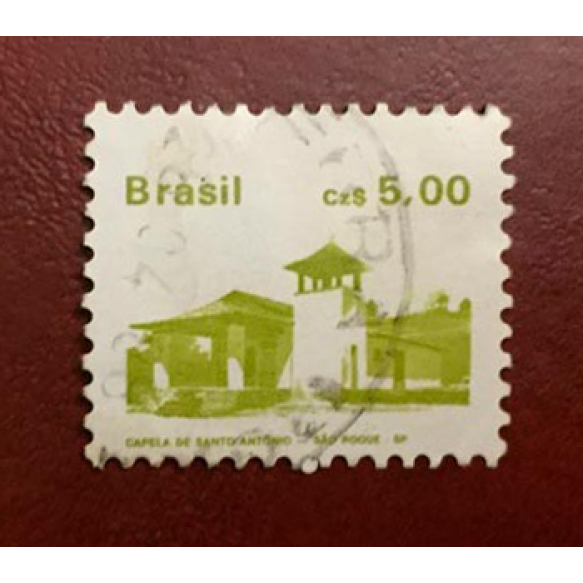 Brasil Cz$ 5,00
CAPELA DE SANTO ANTÔNIO - SÃO ROQUE - SP